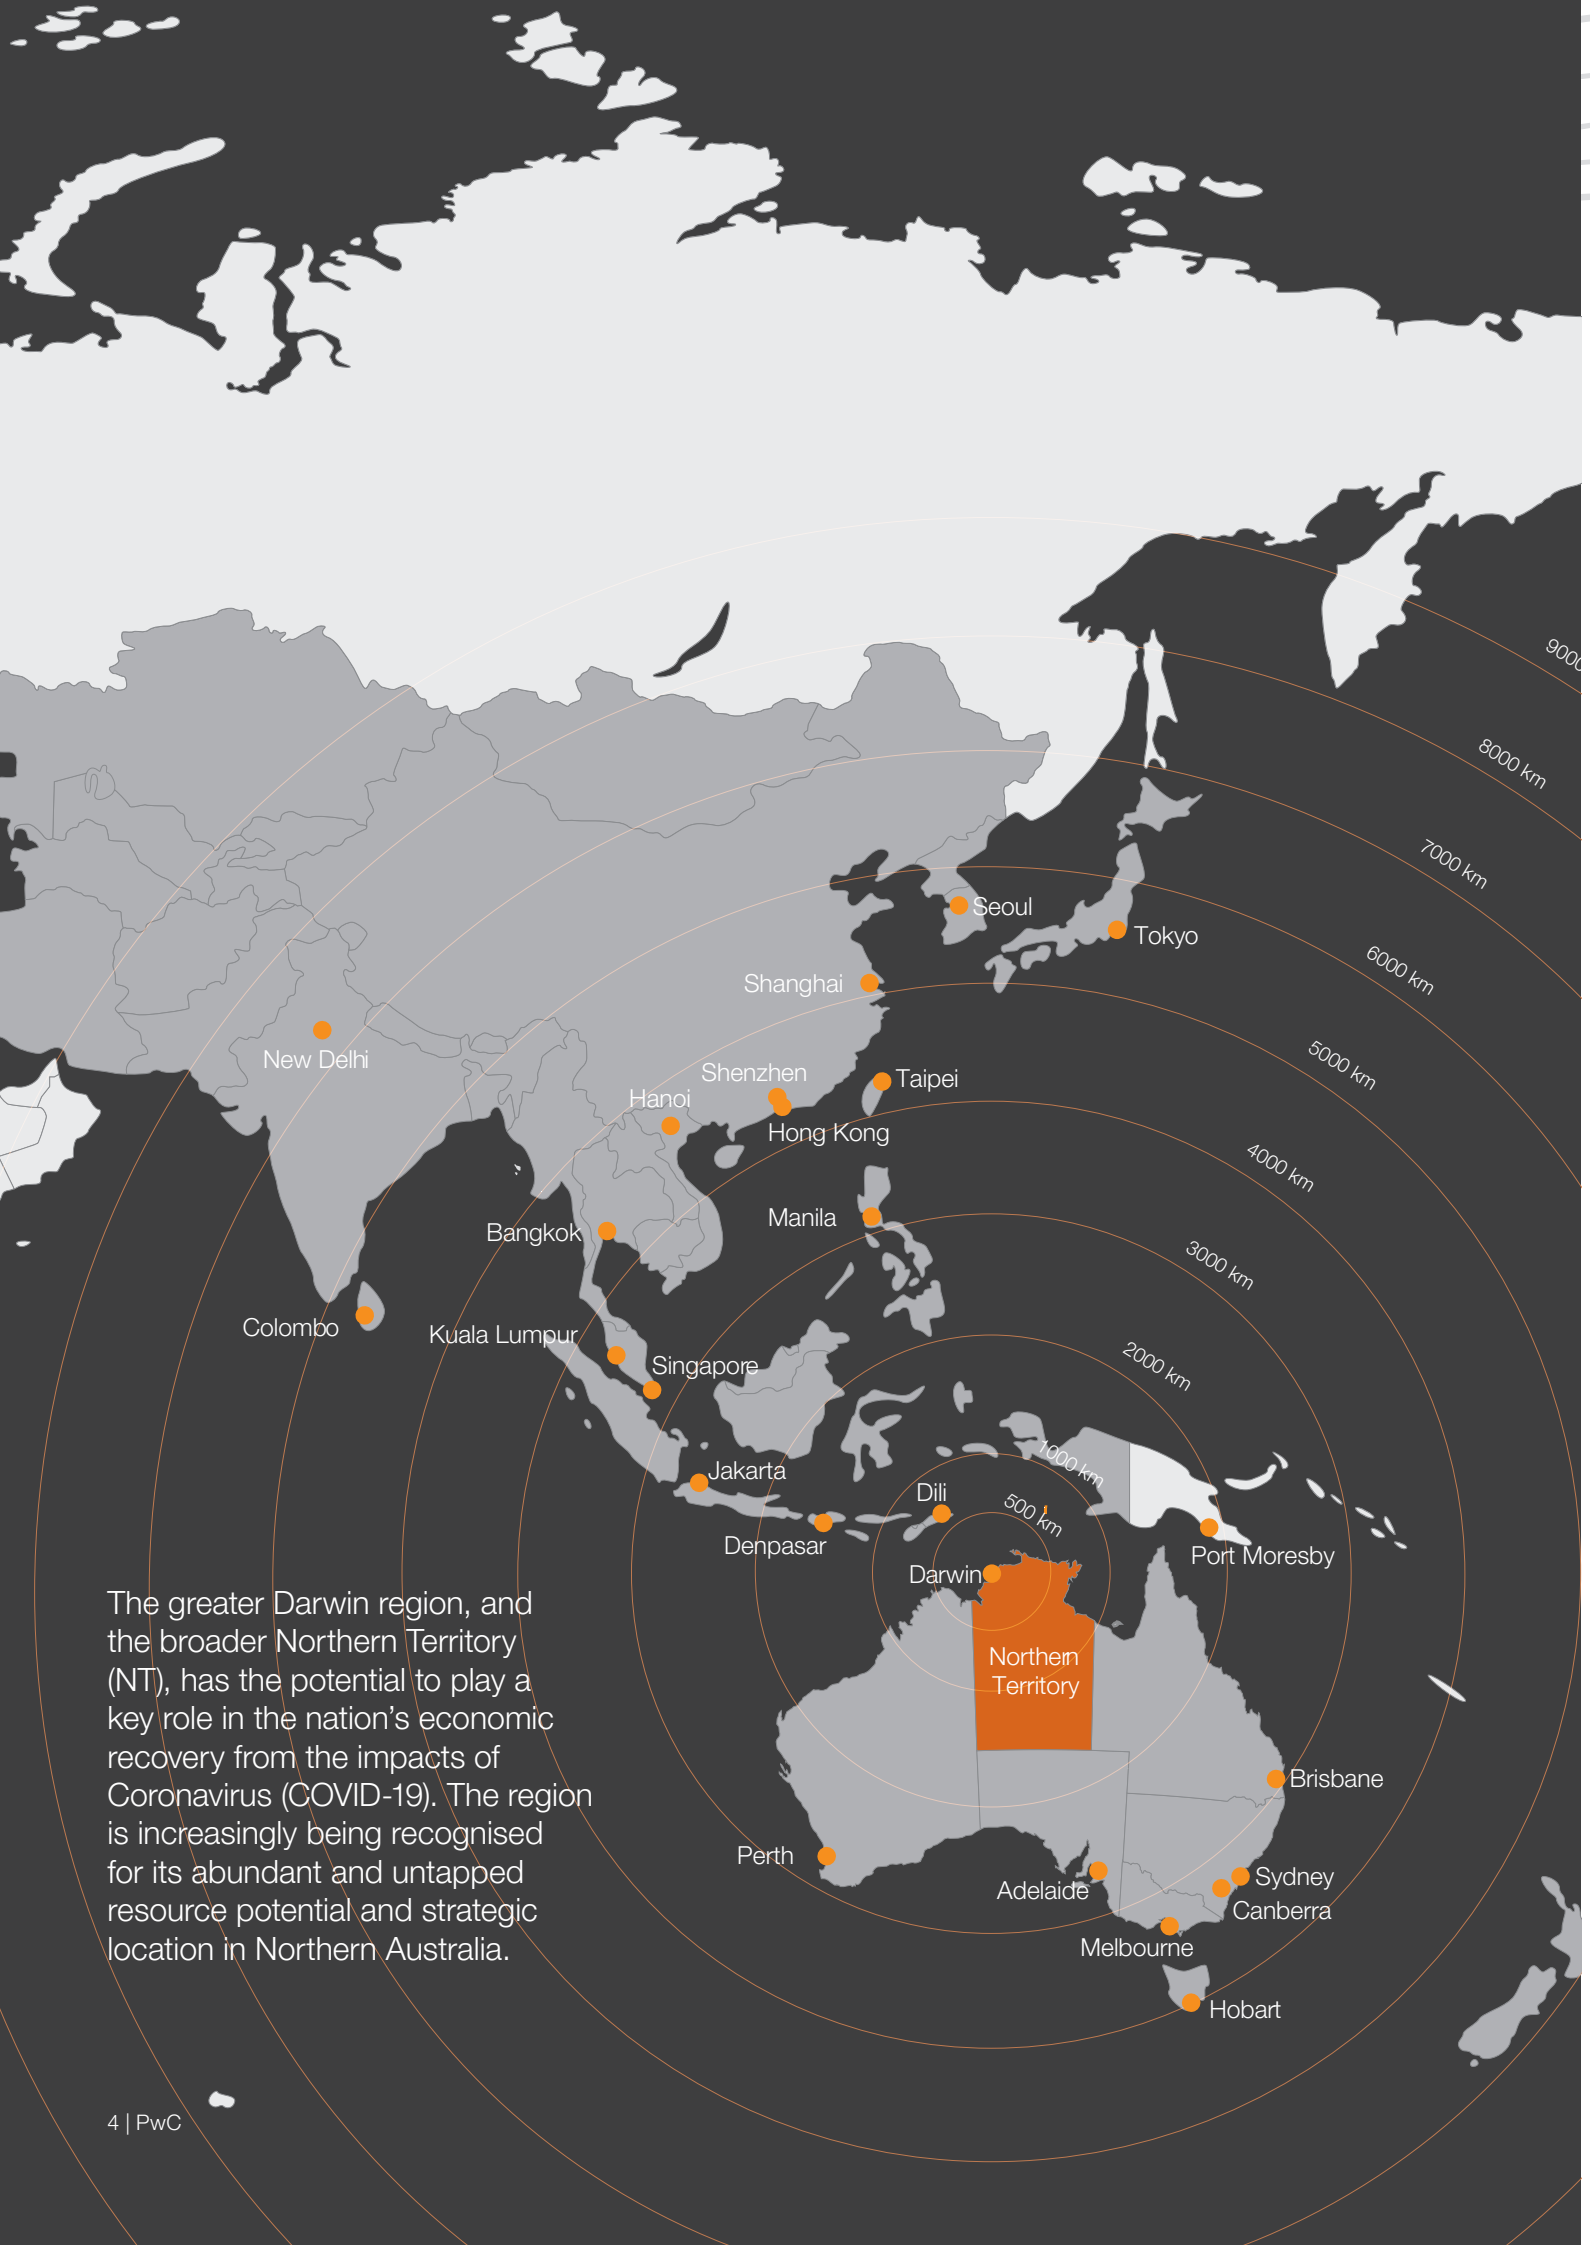 9000
8000 km
7000 km
Seoul
Tokyo
6000 km
Shanghai
New Delhi
5000 km
Shenzhen
Taipei
Hanoi
Hong Kong
4000 km
Manila
Bangkok
3000 km
Colombo
Kuala Lumpur
Singapore
2000 km
1000 km
Jakarta
Dili
500 km
Denpasar
Port Moresby
Darwin
The greater Darwin region, and
the broader Northern Territory
(NT), has the potential to play a
key role in the nation’s economic
recovery from the impacts of
Coronavirus (COVID-19). The region
is increasingly being recognised
for its abundant and untapped
resource potential and strategic
location in Northern Australia.
Northern
Territory
Brisbane
Perth
Adelaide
Sydney
Canberra
Melbourne
Hobart
4 | PwC